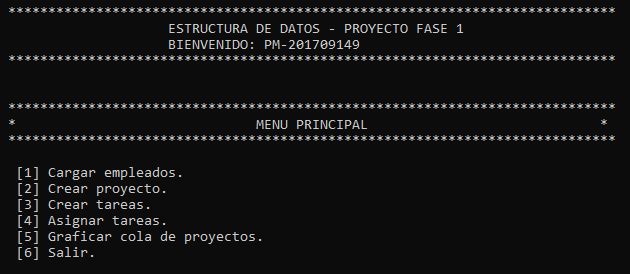 ****************************************************************************
ESTRUCTURA DE DATOS - PROYECTO FASE 1
BIENVENIDO: PM-201709149
****************************************************************************
****************************************************************************
* MENU PRINCIPAL *
****************************************************************************
[1] Cargar empleados.
[2] Crear proyecto.
[3] Crear tareas.
[4] Asignar tareas.
[5] Graficar cola de proyectos.
[6] Salir.